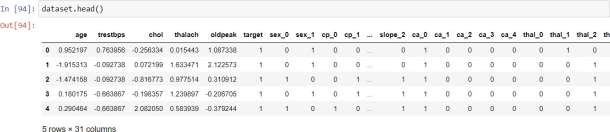 In [94]: dataset.head()
Out[94]:
age trestbps chol thalach oldpeak target sex_0 sex_1 cp_0 cp_1 ... slope_2 ca_0 ca_1 ca_2 ca_3 ca_4 thal_0 thal_1 thal_2 th
0 0.952197 0.763956 -0.256334 0.015443 1.087338 1 0 1 0 0 ... 0 1 0 0 0 0 0 1 0
1 -1.915313 -0.092738 0.072199 1.633471 2.122573 1 0 1 0 0 ... 0 1 0 0 0 0 0 0 1
2 -1.474158 -0.092738 -0.816773 0.977514 0.310912 1 1 0 0 1 ... 1 1 0 0 0 0 0 0 1
3 0.180175 -0.663867 -0.198357 1.239897 -0.206705 1 0 1 0 1 ... 1 1 0 0 0 0 0 0 1
4 0.290464 -0.663867 2.082050 0.583939 -0.379244 1 1 0 1 0 ... 1 1 0 0 0 0 0 0 1
5 rows × 31 columns